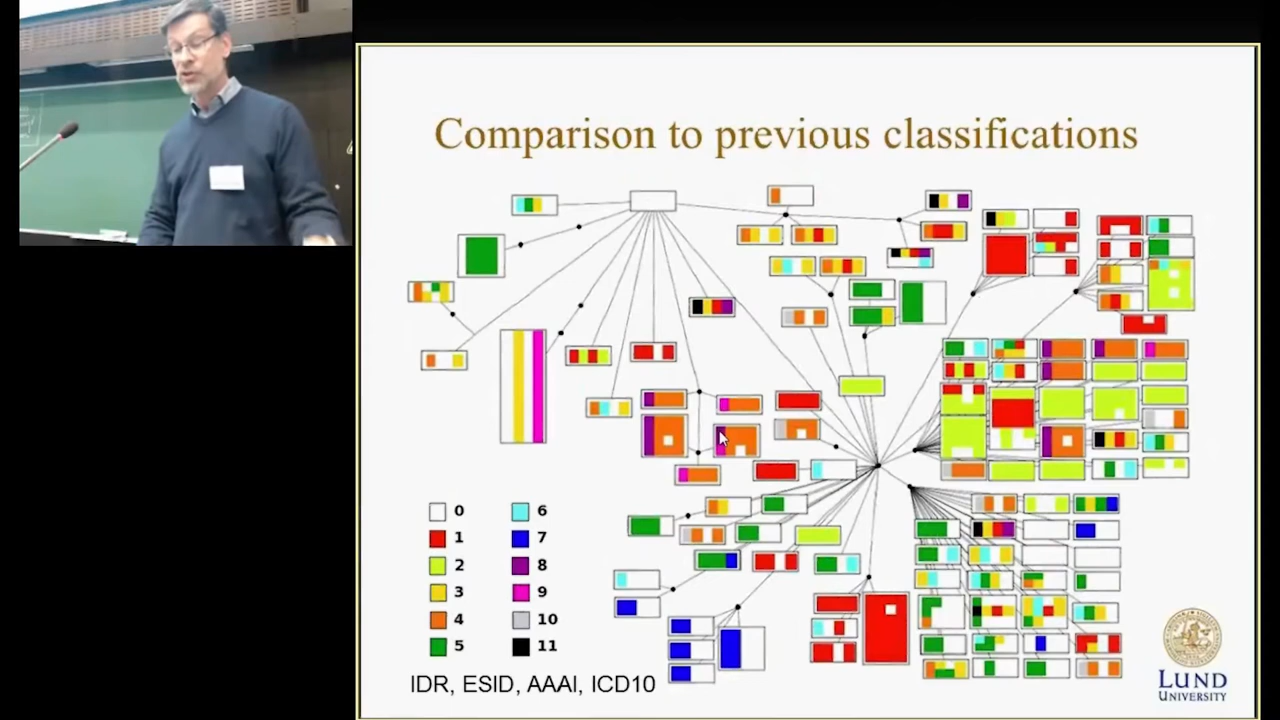 Comparison to previous classifications
0 6
1 7
2 8
3 9
4 10
5 11
IDR, ESID, AAAI, ICD10
LUND
UNIVERSITY